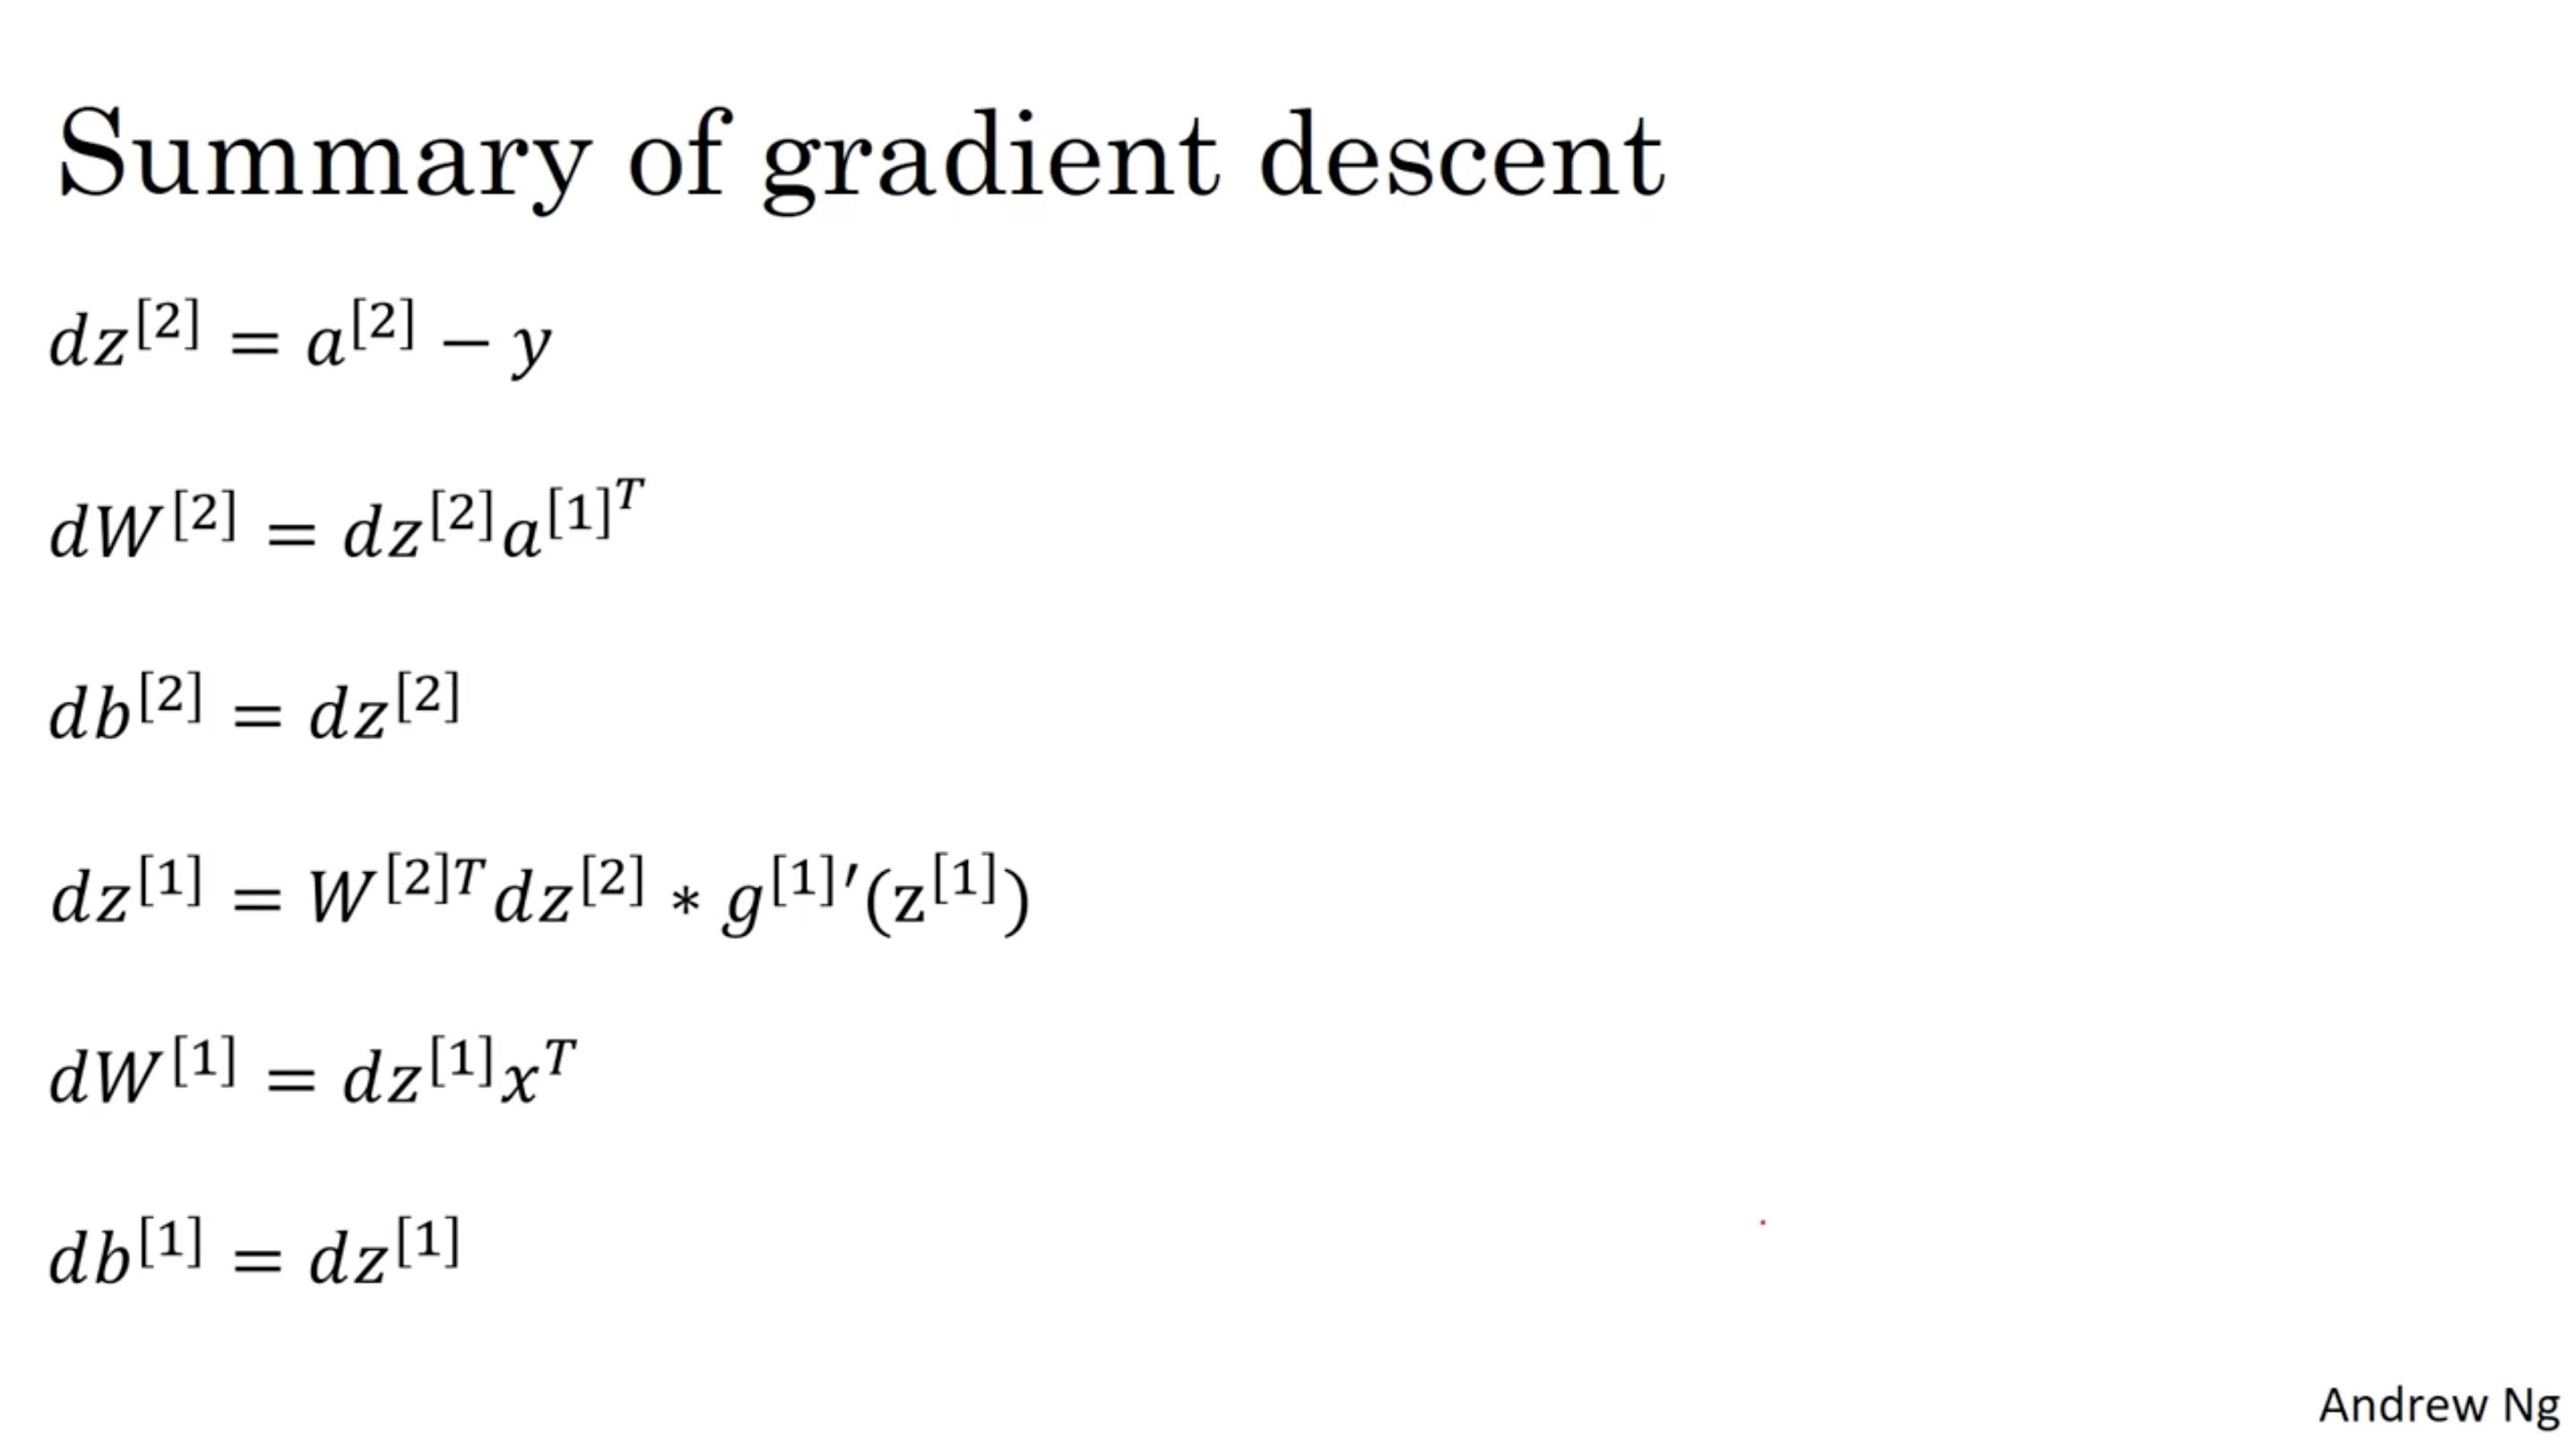 Summary of gradient descent
dz^{[2]} = a^{[2]} − y
dW^{[2]} = dz^{[2]}a^{[1]^T}
db^{[2]} = dz^{[2]}
dz^{[1]} = W^{[2]T}dz^{[2]} ∗ g^{[1]}′(z^{[1]})
dW^{[1]} = dz^{[1]}x^T
db^{[1]} = dz^{[1]}
Andrew Ng